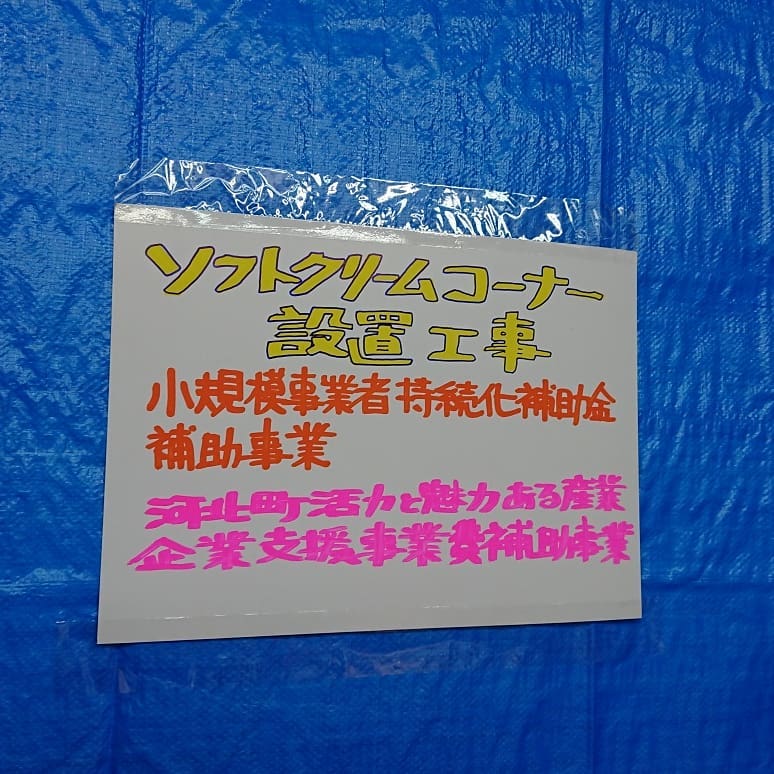 ソフトクリームコーナー
設置工事
小規模事業者持続化補助金
補助事業
河北町活力と魅力ある産業
企業支援事業費補助事業